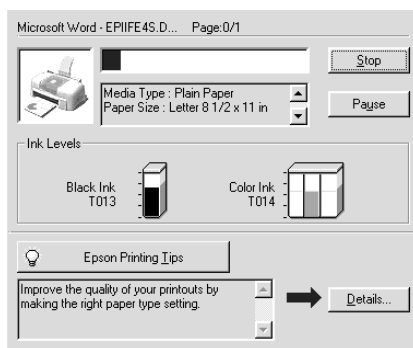 Microsoft Word - EPIIFE4S.D... Page:0/1
Stop
Media Type : Plain Paper
Paper Size : Letter 8 1/2 x 11 in
Pause
Ink Levels
Black Ink
T013
Color Ink
T014
Epson Printing Tips
Improve the quality of your printouts by
making the right paper type setting.
Details...